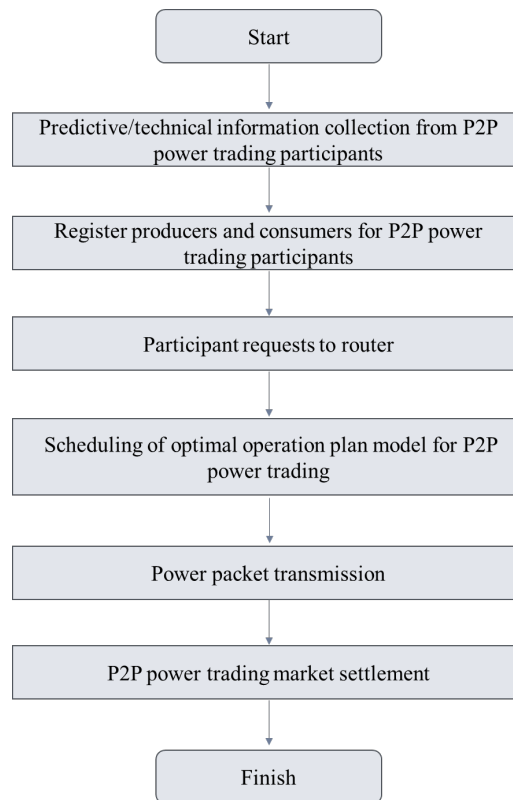 Start
Predictive/technical information collection from P2P
power trading participants
Register producers and consumers for P2P power
trading participants
Participant requests to router
Scheduling of optimal operation plan model for P2P
power trading
Power packet transmission
P2P power trading market settlement
Finish